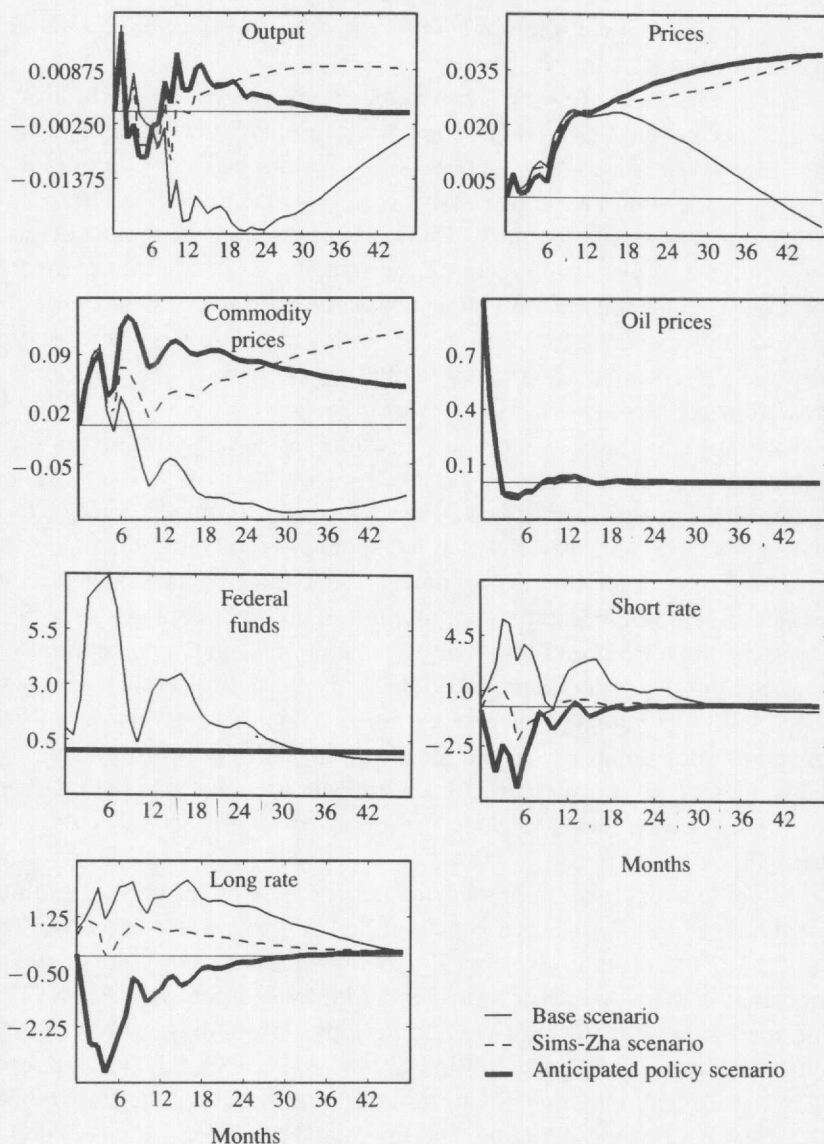 Output
0.00875
−0.00250
−0.01375
6 12 18 24 30 36 42
Prices
0.035
0.020
0.005
6 12 18 24 30 36 42
Commodity
prices
0.09
0.02
−0.05
6 12 18 24 30 36 42
Oil prices
0.7
0.4
0.1
6 12 18 24 30 36 42
Federal
funds
5.5
3.0
0.5
6 12 18 24 30 36 42
Short rate
4.5
1.0
−2.5
6 12 18 24 30 36 42
Months
Long rate
1.25
−0.50
−2.25
6 12 18 24 30 36 42
Months
Base scenario
Sims-Zha scenario
Anticipated policy scenario